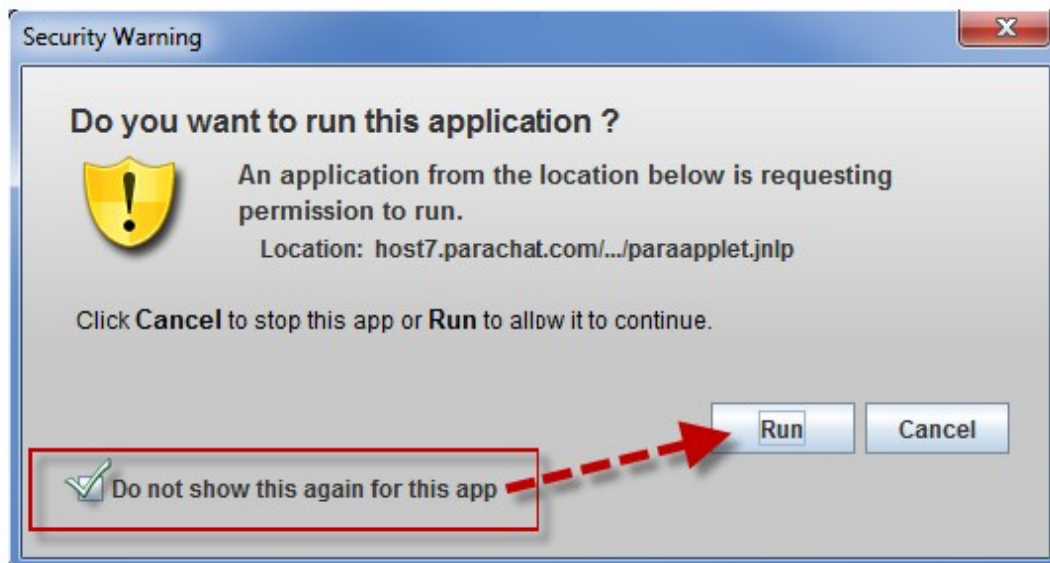 Security Warning
Do you want to run this application ?
An application from the location below is requesting
permission to run.
Location: host7.parachat.com/.../paraapplet.jnlp
Click Cancel to stop this app or Run to allow it to continue.
Run Cancel
Do not show this again for this app